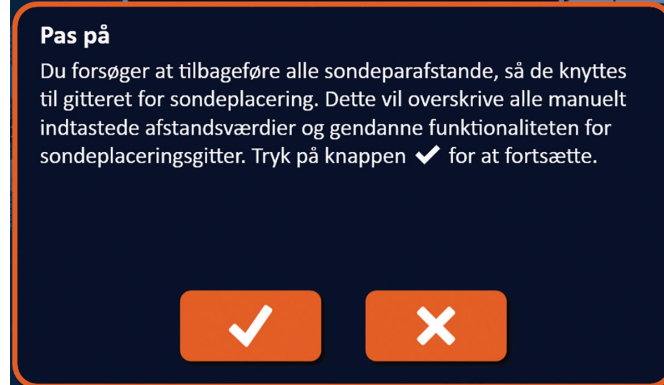 Pas på
Du forsøger at tilbageføre alle sondeparafstande, så de knyttes
til gitteret for sondeplacering. Dette vil overskrive alle manuelt
indtastede afstandsværdier og gendanne funktionaliteten for
sondeplaceringsgitter. Tryk på knappen ✔ for at fortsætte.